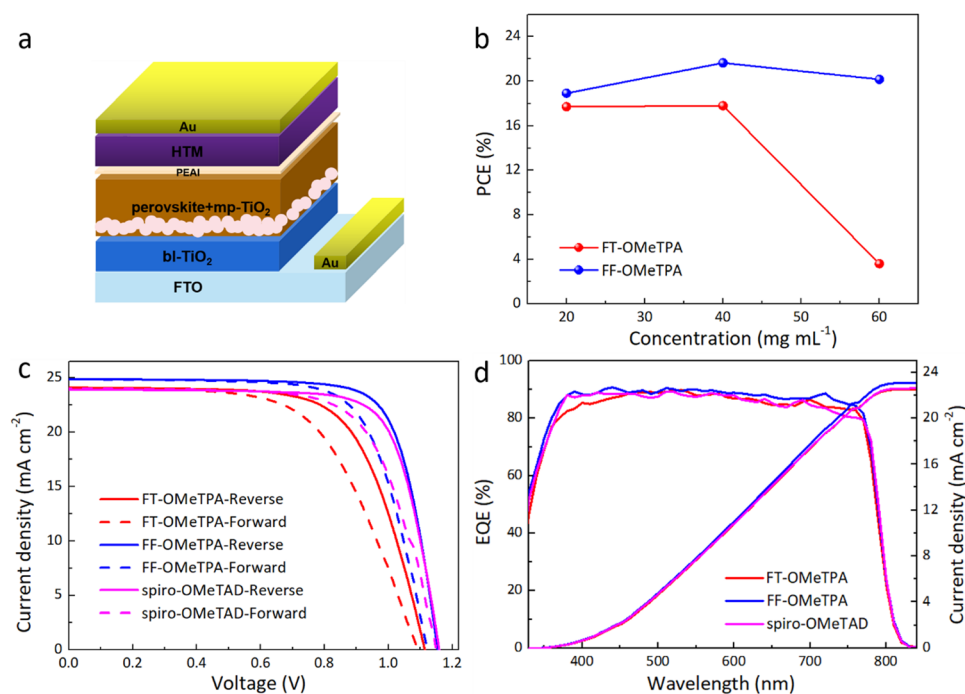 a
Au
HTM
PEAI
perovskite+mp-TiO₂
bl-TiO₂
Au
FTO
b
24
20
16
12
8
4
0
PCE (%)
FT-OMeTPA
FF-OMeTPA
20 30 40 50 60
Concentration (mg mL⁻¹)
c
25
20
15
10
5
0
Current density (mA cm⁻²)
FT-OMeTPA-Reverse
FT-OMeTPA-Forward
FF-OMeTPA-Reverse
FF-OMeTPA-Forward
spiro-OMeTAD-Reverse
spiro-OMeTAD-Forward
0.0 0.2 0.4 0.6 0.8 1.0 1.2
Voltage (V)
d
100
80
60
40
20
0
EQE (%)
FT-OMeTPA
FF-OMeTPA
spiro-OMeTAD
24
20
16
12
8
4
0
Current density (mA cm⁻²)
400 500 600 700 800
Wavelength (nm)